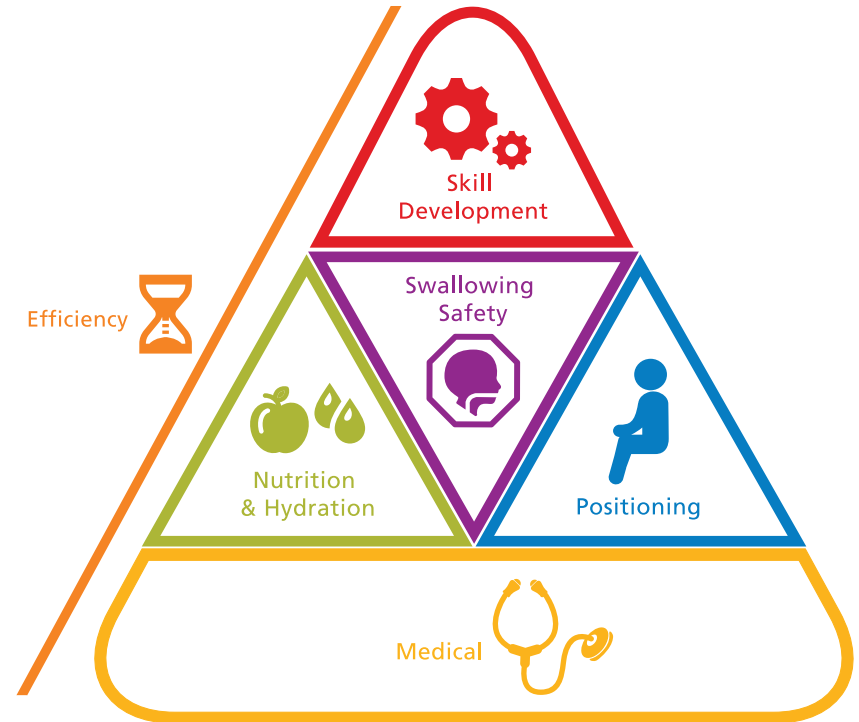 Skill
Development
Swallowing
Safety
Efficiency
Nutrition
& Hydration
Positioning
Medical